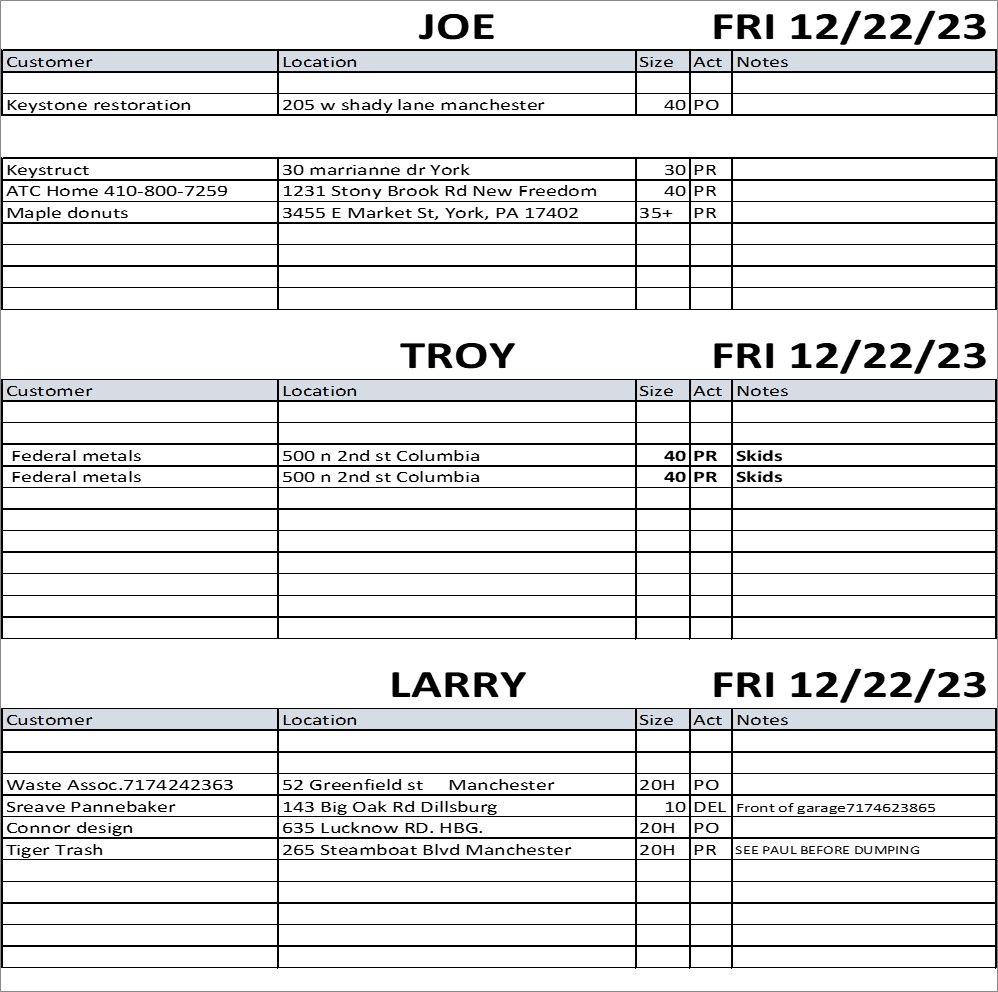 JOE FRI 12/22/23
Customer Location Size Act Notes
Keystone restoration 205 w shady lane manchester 40 PO
Keystruct 30 marrianne dr York 30 PR
ATC Home 410-800-7259 1231 Stony Brook Rd New Freedom 40 PR
Maple donuts 3455 E Market St, York, PA 17402 35+ PR
TROY FRI 12/22/23
Customer Location Size Act Notes
Federal metals 500 n 2nd st Columbia 40 PR Skids
Federal metals 500 n 2nd st Columbia 40 PR Skids
LARRY FRI 12/22/23
Customer Location Size Act Notes
Waste Assoc.7174242363 52 Greenfield st Manchester 20H PO
Sreave Pannebaker 143 Big Oak Rd Dillsburg 10 DEL Front of garage7174623865
Connor design 635 Lucknow RD. HBG. 20H PO
Tiger Trash 265 Steamboat Blvd Manchester 20H PR SEE PAUL BEFORE DUMPING